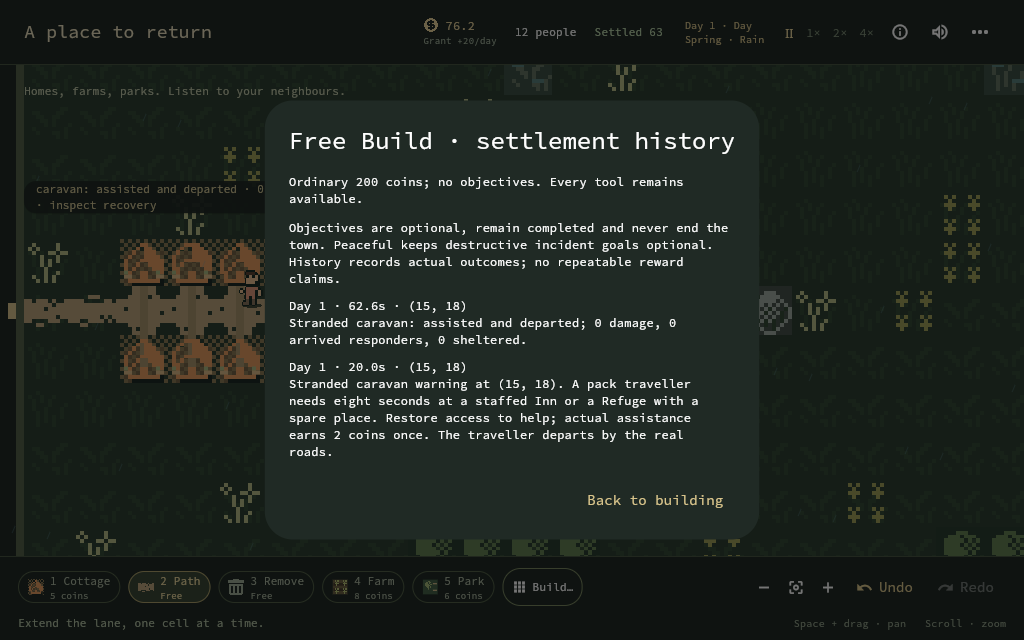 A place to return
76.2
Grant +20/day
12 people
Settled 63
Day 1 · Day
Spring · Rain
1× 2× 4×
Homes, farms, parks. Listen to your neighbours.
caravan: assisted and departed · 0
· inspect recovery
Free Build · settlement history
Ordinary 200 coins; no objectives. Every tool remains
available.
Objectives are optional, remain completed and never end the
town. Peaceful keeps destructive incident goals optional.
History records actual outcomes; no repeatable reward
claims.
Day 1 · 62.6s · (15, 18)
Stranded caravan: assisted and departed; 0 damage, 0
arrived responders, 0 sheltered.
Day 1 · 20.0s · (15, 18)
Stranded caravan warning at (15, 18). A pack traveller
needs eight seconds at a staffed Inn or a Refuge with a
spare place. Restore access to help; actual assistance
earns 2 coins once. The traveller departs by the real
roads.
Back to building
1 Cottage
5 coins
2 Path
Free
3 Remove
Free
4 Farm
8 coins
5 Park
6 coins
Build…
Undo
Redo
Extend the lane, one cell at a time.
Space + drag · pan
Scroll · zoom